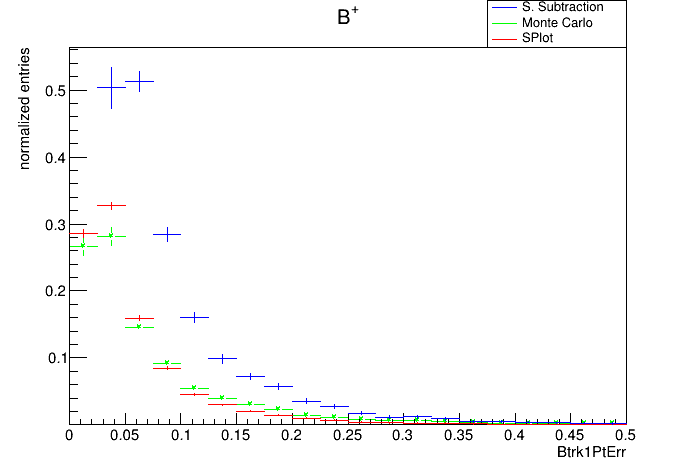 B+
S. Subtraction
Monte Carlo
SPlot
normalized entries
0.5
0.4
0.3
0.2
0.1
0 0.05 0.1 0.15 0.2 0.25 0.3 0.35 0.4 0.45 0.5
Btrk1PtErr